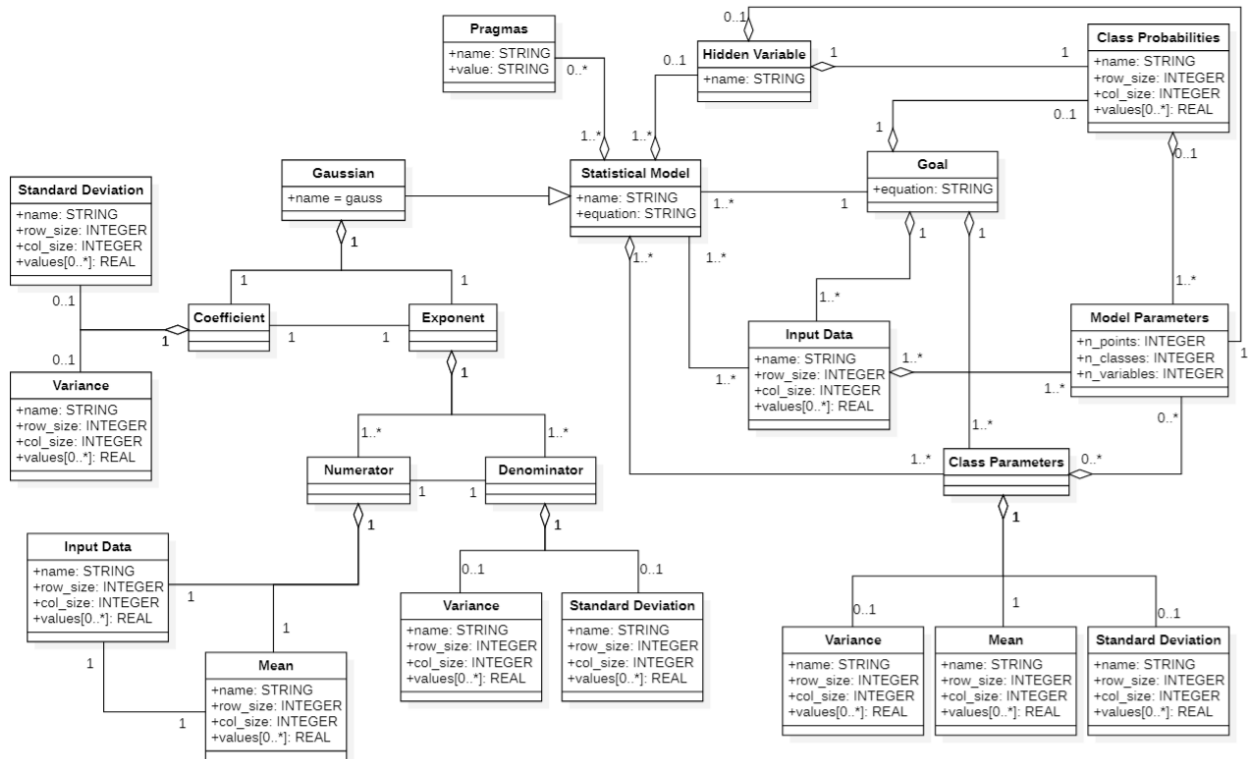 Pragmas
+name: STRING
+value: STRING
0..*
1..*
0..1
Hidden Variable
+name: STRING
0..1
1..*
1
1
Class Probabilities
+name: STRING
+row_size: INTEGER
+col_size: INTEGER
+values[0..*]: REAL
0..1
0..1
1
Goal
+equation: STRING
1
1
1
Statistical Model
+name: STRING
+equation: STRING
1..*
1..*
1..*
Gaussian
+name = gauss
1
1
1
Standard Deviation
+name: STRING
+row_size: INTEGER
+col_size: INTEGER
+values[0..*]: REAL
0..1
Coefficient
1
1
1
Exponent
1
0..1
Variance
+name: STRING
+row_size: INTEGER
+col_size: INTEGER
+values[0..*]: REAL
1..*
Input Data
+name: STRING
+row_size: INTEGER
+col_size: INTEGER
+values[0..*]: REAL
1..*
1..*
1..*
1..*
Model Parameters
+n_points: INTEGER
+n_classes: INTEGER
+n_variables: INTEGER
1
0..*
1..*
1..*
Class Parameters
0..*
1
1..*
1..*
Numerator
1
1
Denominator
1
1
Input Data
+name: STRING
+row_size: INTEGER
+col_size: INTEGER
+values[0..*]: REAL
1
1
1
1
Mean
+name: STRING
+row_size: INTEGER
+col_size: INTEGER
+values[0..*]: REAL
0..1
0..1
Variance
+name: STRING
+row_size: INTEGER
+col_size: INTEGER
+values[0..*]: REAL
Standard Deviation
+name: STRING
+row_size: INTEGER
+col_size: INTEGER
+values[0..*]: REAL
0..1
1
0..1
Variance
+name: STRING
+row_size: INTEGER
+col_size: INTEGER
+values[0..*]: REAL
Mean
+name: STRING
+row_size: INTEGER
+col_size: INTEGER
+values[0..*]: REAL
Standard Deviation
+name: STRING
+row_size: INTEGER
+col_size: INTEGER
+values[0..*]: REAL